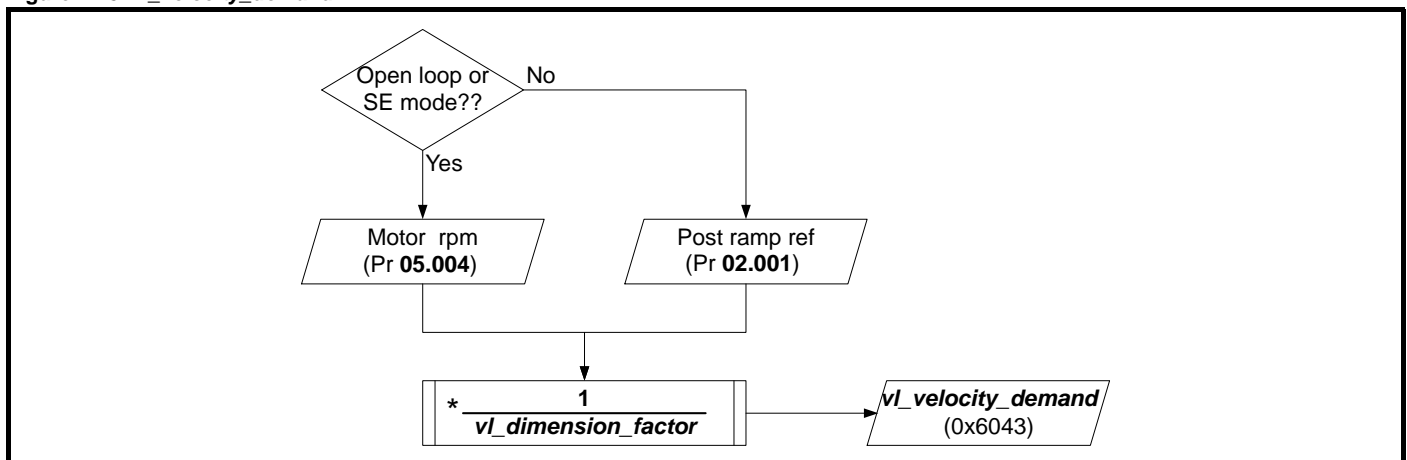 Open loop or
SE mode??
No
Yes
Motor rpm
(Pr 05.004)
Post ramp ref
(Pr 02.001)
* 1
vl_dimension_factor
vl_velocity_demand
(0x6043)